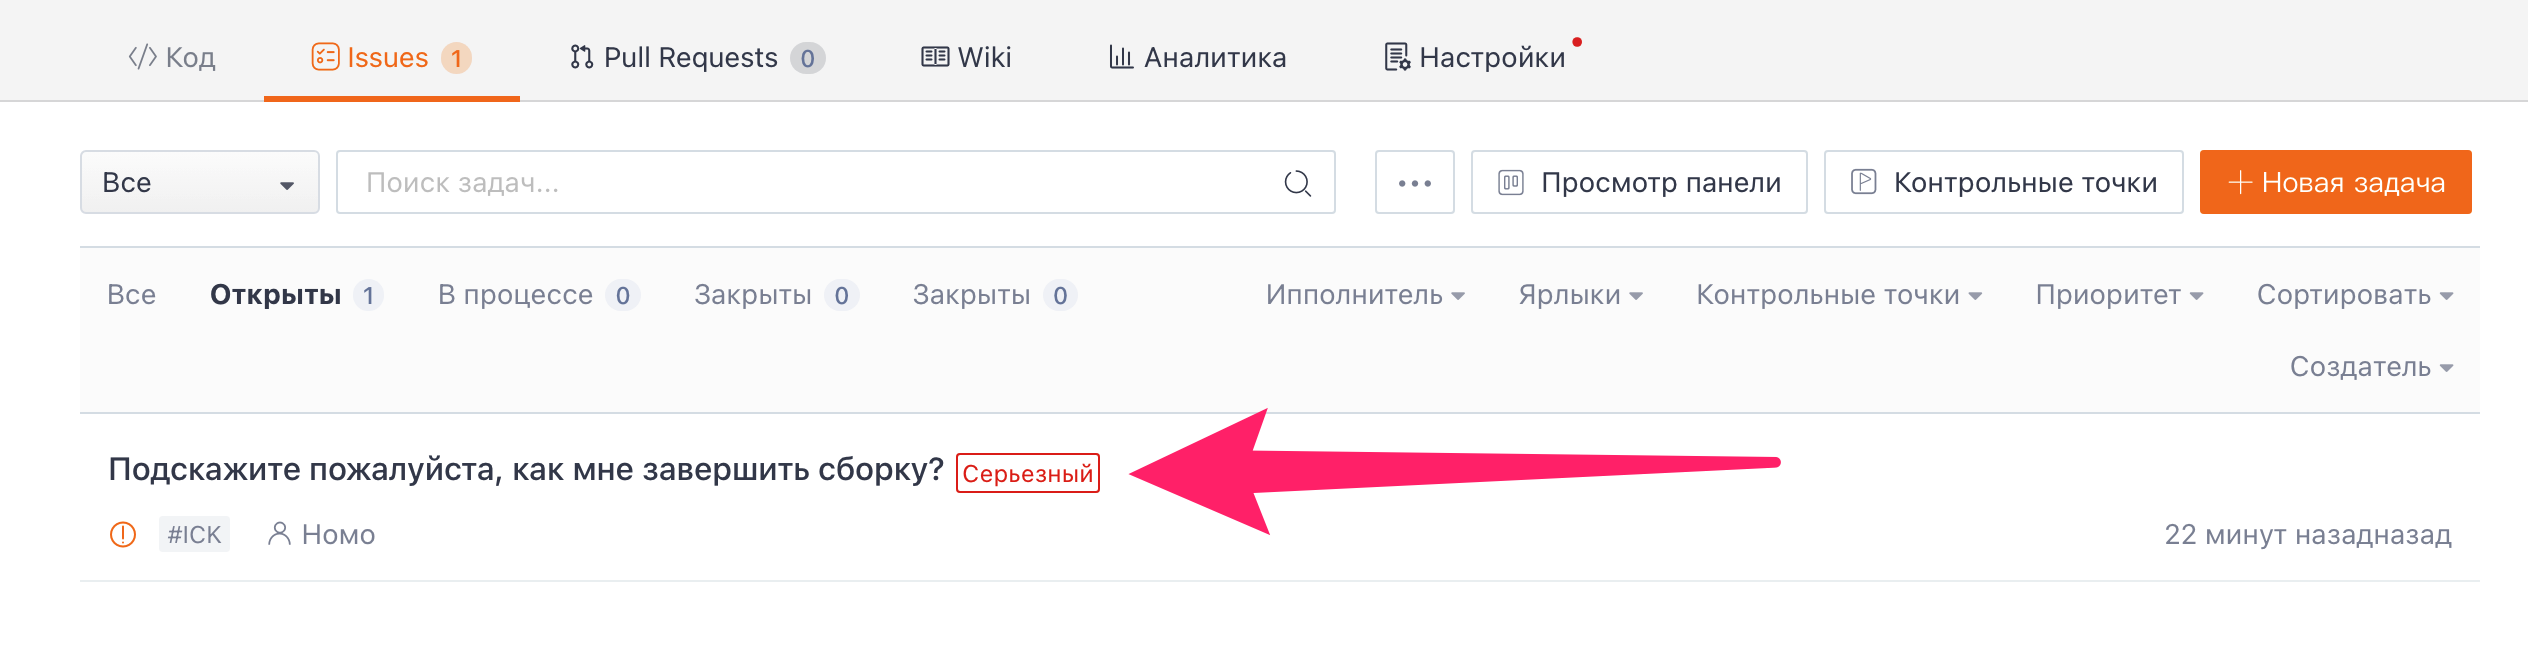 Код Issues 1 Pull Requests 0 Wiki Аналитика Настройки
Все Поиск задач... Просмотр панели Контрольные точки + Новая задача
Все Открыты 1 В процессе 0 Закрыты 0 Закрыты 0 Ипполнитель Ярлыки Контрольные точки Приоритет Сортировать
Создатель
Подскажите пожалуйста, как мне завершить сборку? Серьезный
#ICK Номо 22 минут назадназад